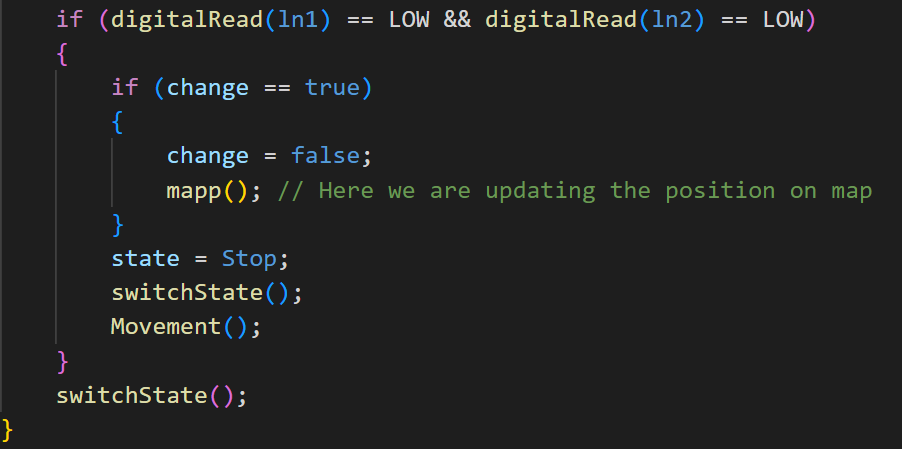 if (digitalRead(ln1) == LOW && digitalRead(ln2) == LOW)
{
if (change == true)
{
change = false;
mapp(); // Here we are updating the position on map
}
state = Stop;
switchState();
Movement();
}
switchState();
}